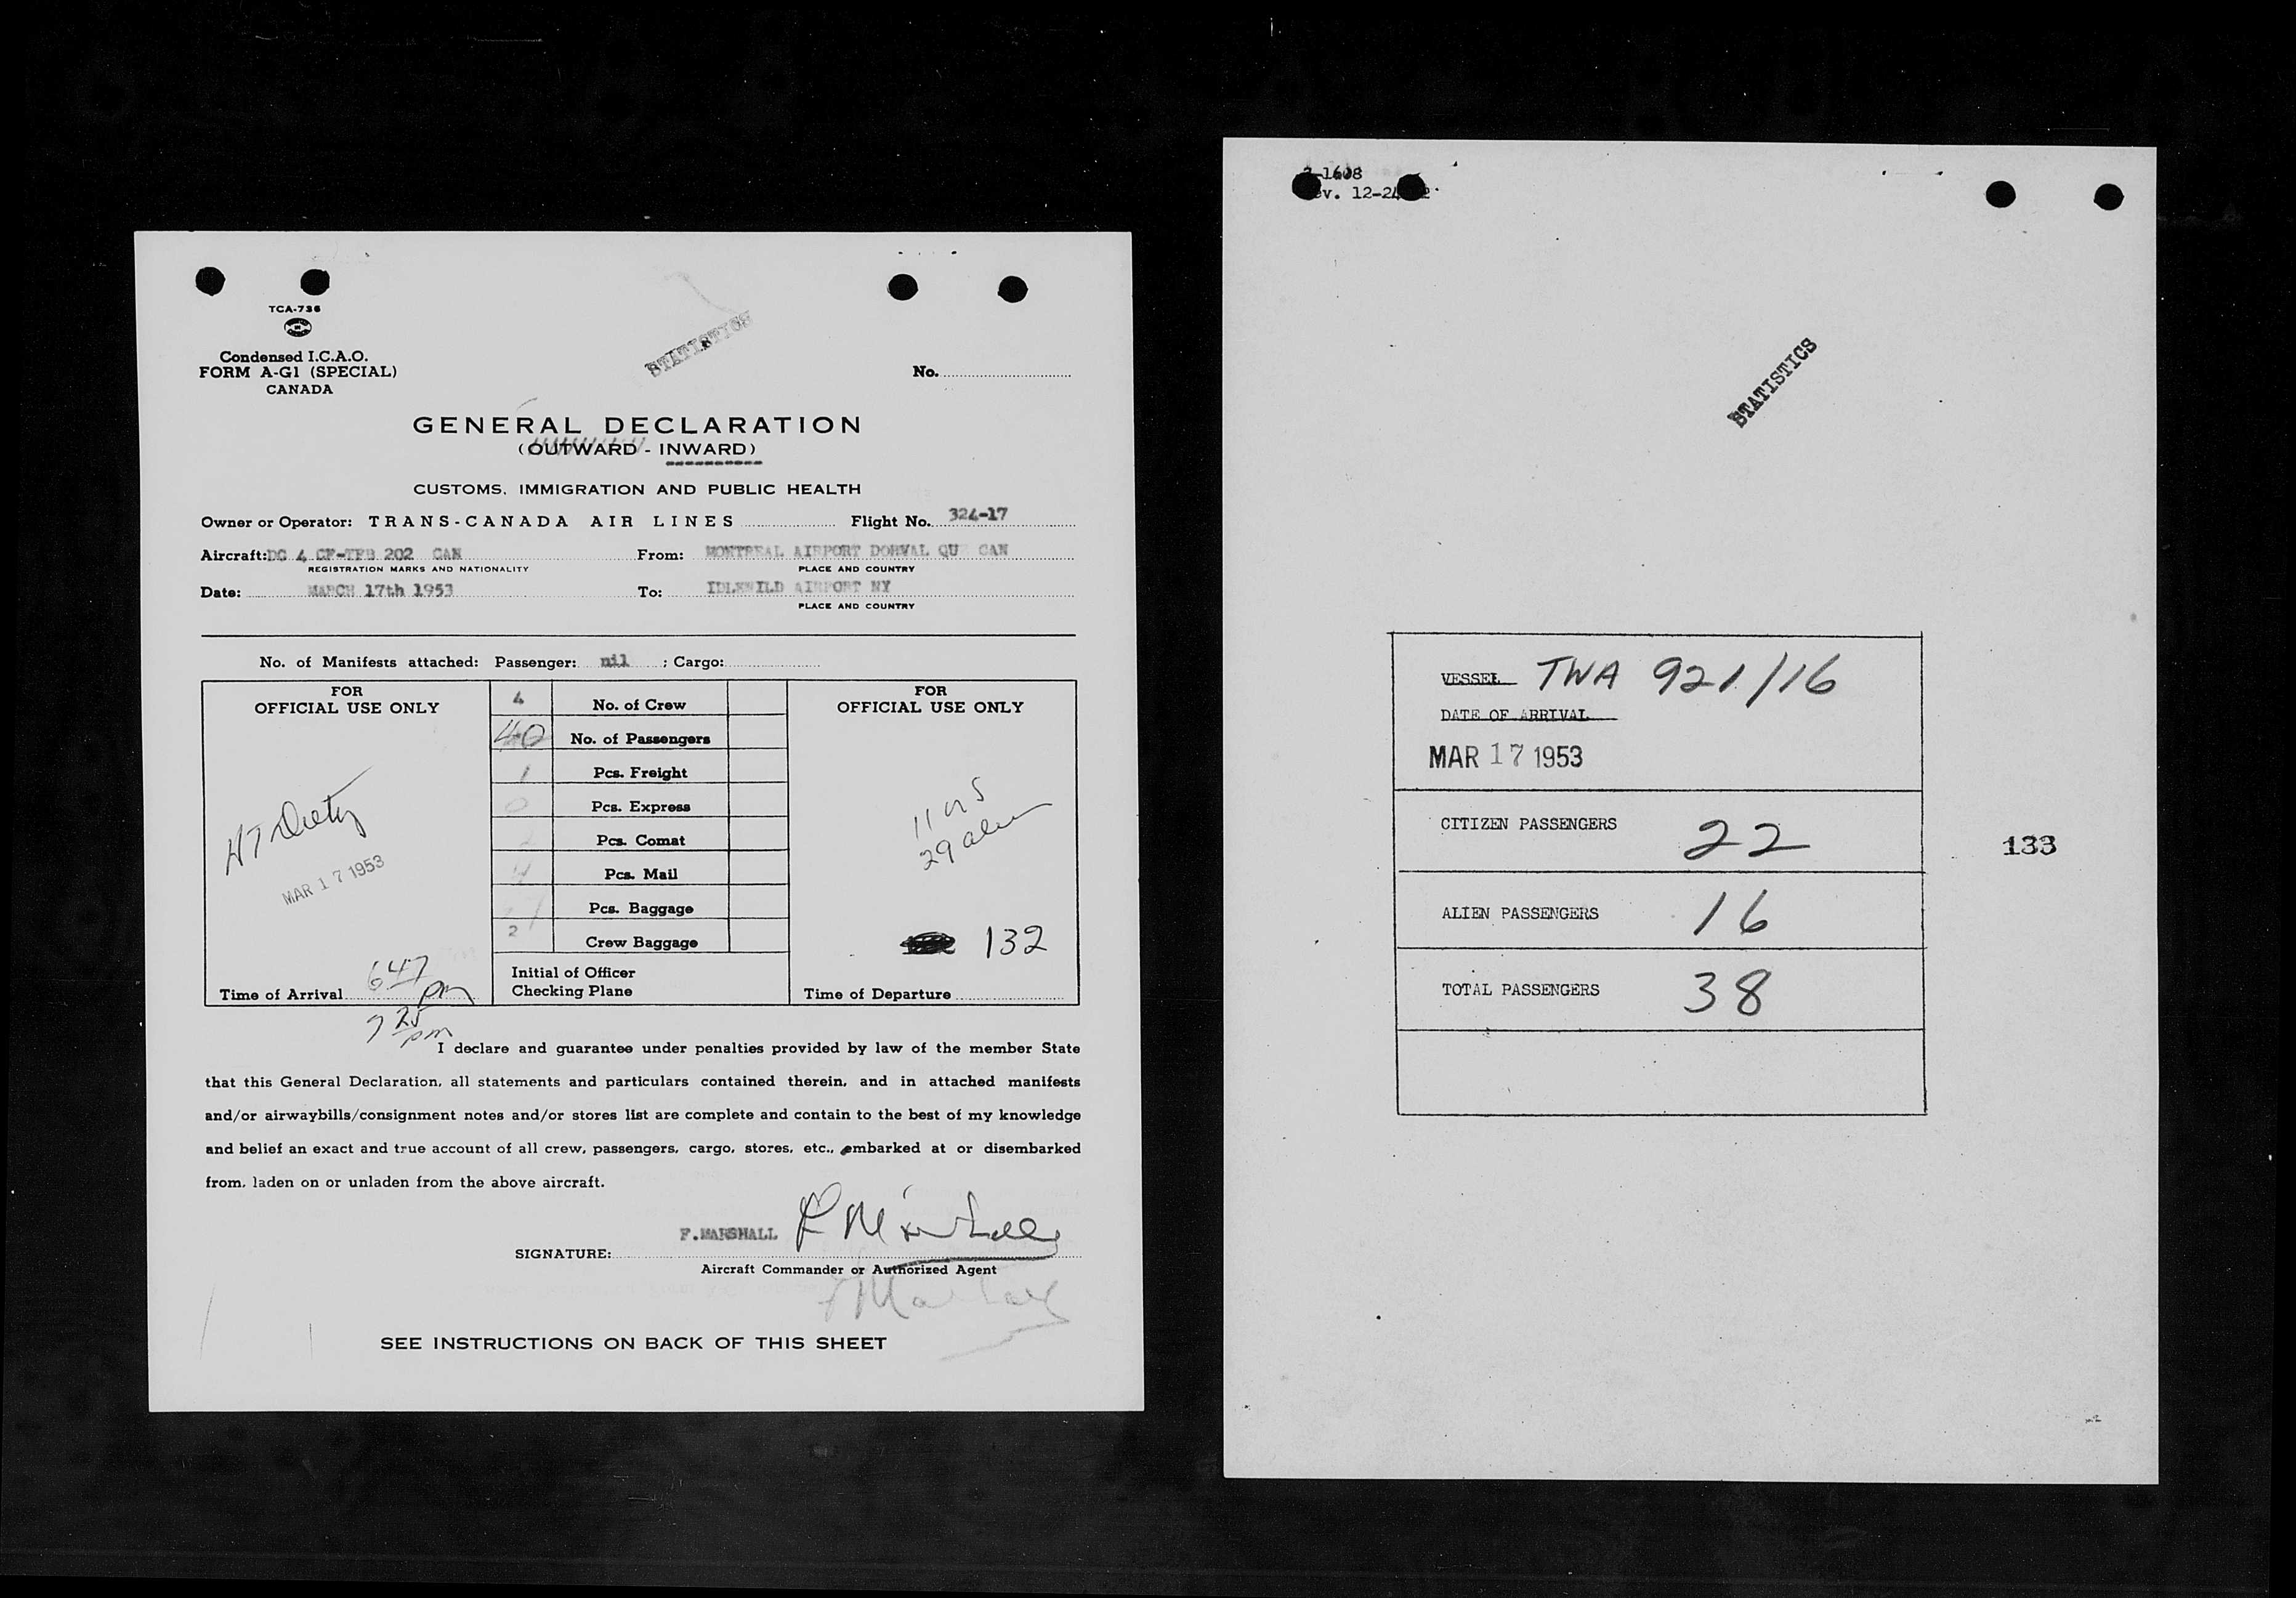 TCA-736
Condensed I.C.A.O.
FORM A-G1 (SPECIAL)
CANADA
STATISTICS
No.
GENERAL DECLARATION
(OUTWARD - INWARD)
CUSTOMS, IMMIGRATION AND PUBLIC HEALTH
Owner or Operator: TRANS-CANADA AIR LINES Flight No. 324-17
Aircraft: DC 4 CF-TFB 202 CAN From: MONTREAL AIRPORT DORVAL QUE CAN
REGISTRATION MARKS AND NATIONALITY PLACE AND COUNTRY
Date: MARCH 17th 1953 To: IDLEWILD AIRPORT NY
PLACE AND COUNTRY
No. of Manifests attached: Passenger: nil ; Cargo:
FOR OFFICIAL USE ONLY
MAR 17 1953
Time of Arrival 647 pm
725 pm
4 No. of Crew
40 No. of Passengers
1 Pcs. Freight
0 Pcs. Express
Pcs. Comat
Pcs. Mail
Pcs. Baggage
2 Crew Baggage
Initial of Officer
Checking Plane
FOR
OFFICIAL USE ONLY
11 us
29 alien
132
Time of Departure
I declare and guarantee under penalties provided by law of the member State
that this General Declaration, all statements and particulars contained therein, and in attached manifests
and/or airwaybills/consignment notes and/or stores list are complete and contain to the best of my knowledge
and belief an exact and true account of all crew, passengers, cargo, stores, etc., embarked at or disembarked
from, laden on or unladen from the above aircraft.
F.MARSHALL F Marshall
SIGNATURE:
Aircraft Commander or Authorized Agent
F Marshall
SEE INSTRUCTIONS ON BACK OF THIS SHEET
STATISTICS
VESSEL TWA 921/16
DATE OF ARRIVAL
MAR 17 1953
CITIZEN PASSENGERS 22
ALIEN PASSENGERS 16
TOTAL PASSENGERS 38
133